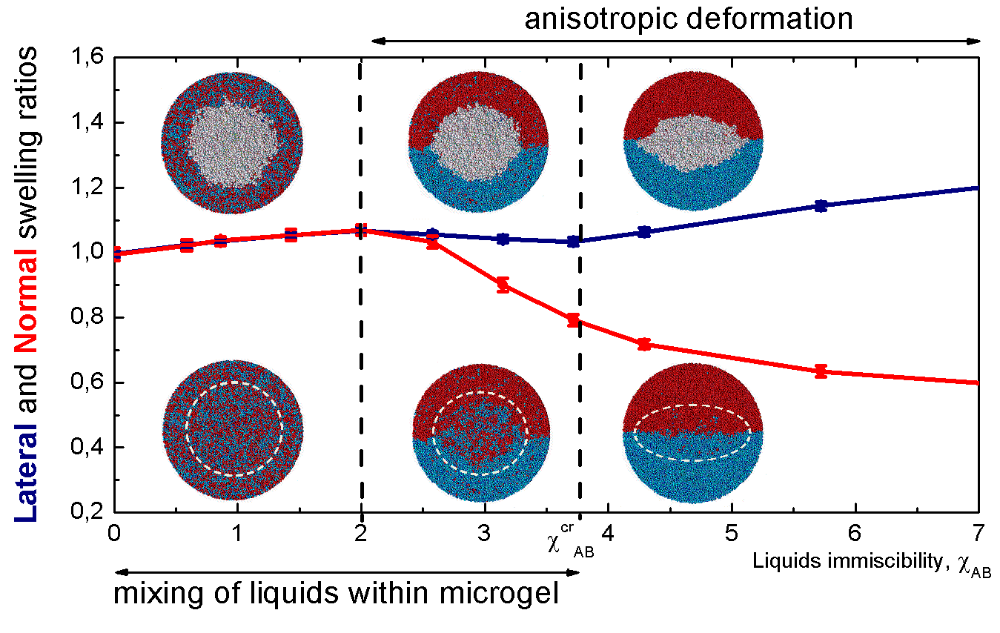 anisotropic deformation
Lateral and Normal swelling ratios
1,6
1,4
1,2
1,0
0,8
0,6
0,4
0,2
0 1 2 3 4 5 6 7
χ^cr_AB
Liquids immiscibility, χ_AB
mixing of liquids within microgel